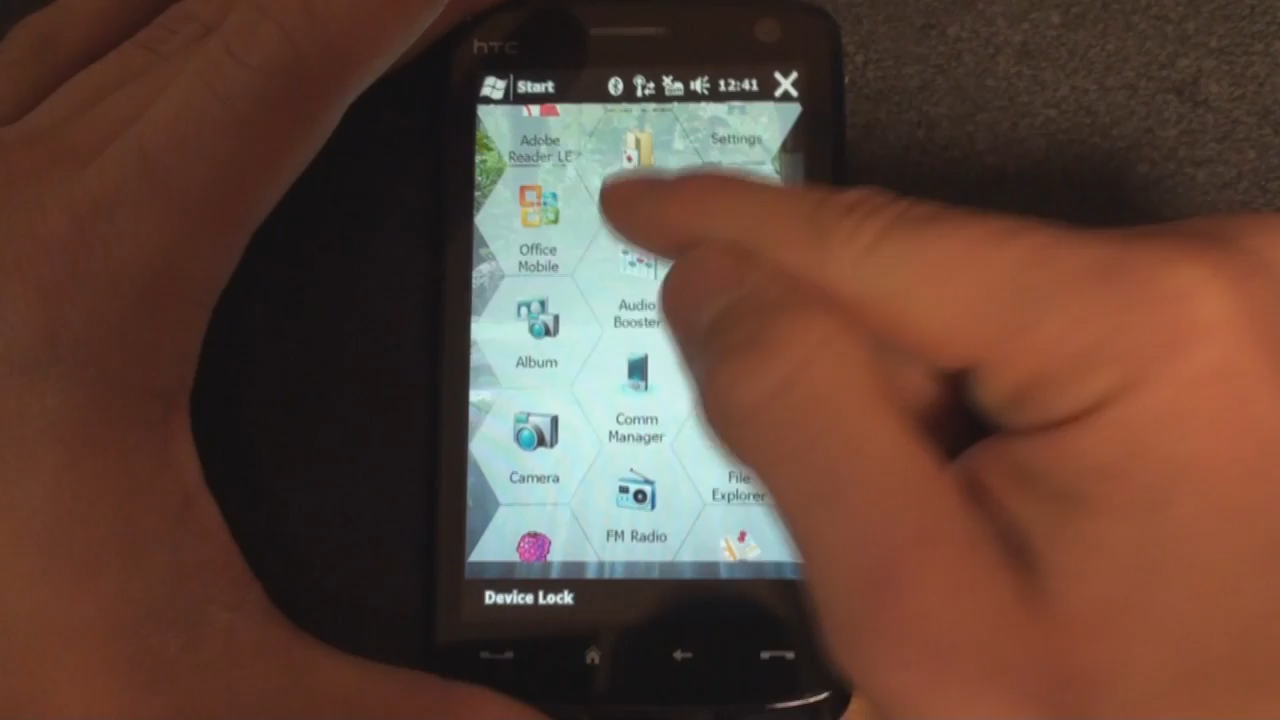 hTC
Start 12:41
Adobe
Reader LE
Settings
Office
Mobile
Audio
Booster
Album
Comm
Manager
Camera
File
Explorer
FM Radio
Device Lock